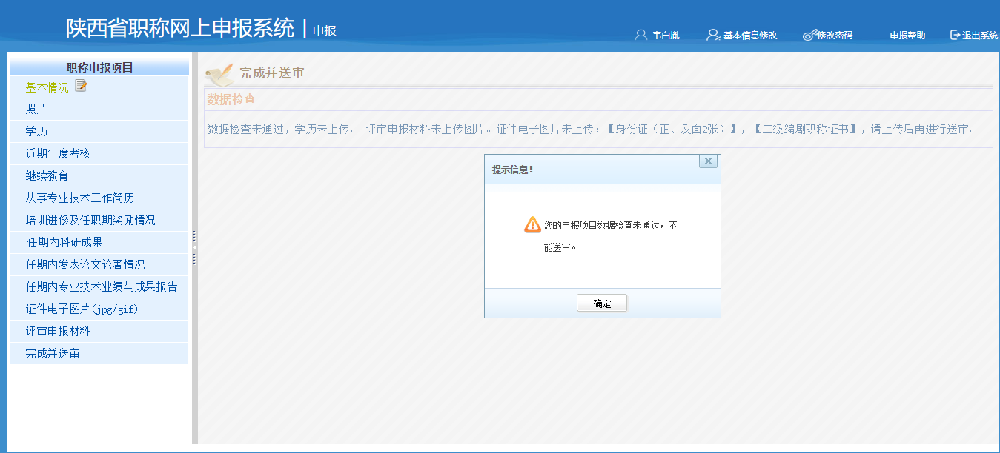 陕西省职称网上申报系统 | 申报
韦白胤 基本信息修改 修改密码 申报帮助 退出系统
职称申报项目
基本情况
照片
学历
近期年度考核
继续教育
从事专业技术工作简历
培训进修及任职期奖励情况
任期内科研成果
任期内发表论文论著情况
任期内专业技术业绩与成果报告
证件电子图片(jpg/gif)
评审申报材料
完成并送审
完成并送审
数据检查
数据检查未通过，学历未上传。 评审申报材料未上传图片。证件电子图片未上传：【身份证（正、反面2张）】，【二级编剧职称证书】，请上传后再进行送审。
提示信息！
您的申报项目数据检查未通过，不
能送审。
确定